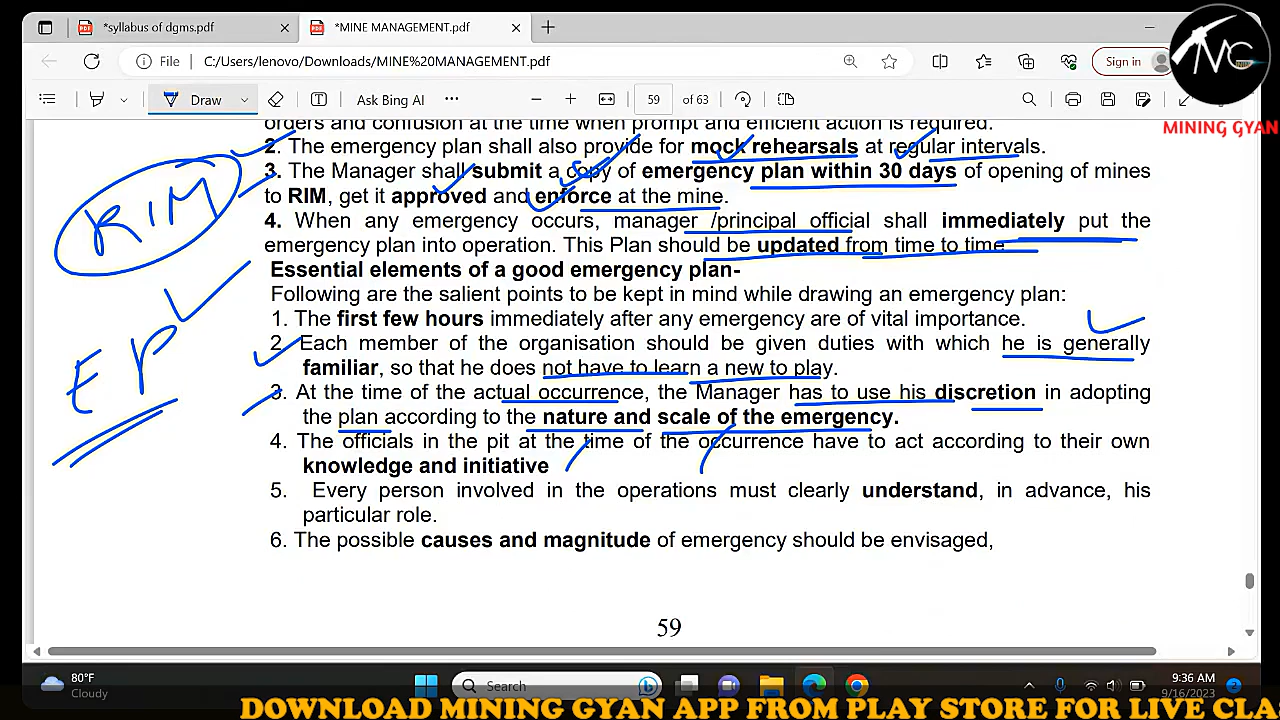 *syllabus of dgms.pdf
*MINE MANAGEMENT.pdf
File C:/Users/lenovo/Downloads/MINE%20MANAGEMENT.pdf
Sign in
Draw
Ask Bing AI
59 of 63
MC
MINING GYAN
orders and confusion at the time when prompt and efficient action is required.
2. The emergency plan shall also provide for mock rehearsals at regular intervals.
3. The Manager shall submit a copy of emergency plan within 30 days of opening of mines
to RIM, get it approved and enforce at the mine.
4. When any emergency occurs, manager /principal official shall immediately put the
emergency plan into operation. This Plan should be updated from time to time
Essential elements of a good emergency plan-
Following are the salient points to be kept in mind while drawing an emergency plan:
1. The first few hours immediately after any emergency are of vital importance.
2. Each member of the organisation should be given duties with which he is generally
familiar, so that he does not have to learn a new to play.
3. At the time of the actual occurrence, the Manager has to use his discretion in adopting
the plan according to the nature and scale of the emergency.
4. The officials in the pit at the time of the occurrence have to act according to their own
knowledge and initiative
5. Every person involved in the operations must clearly understand, in advance, his
particular role.
6. The possible causes and magnitude of emergency should be envisaged,
RIM
EP
59
80°F
Cloudy
Search
9:36 AM
9/16/2023
2
DOWNLOAD MINING GYAN APP FROM PLAY STORE FOR LIVE CLA